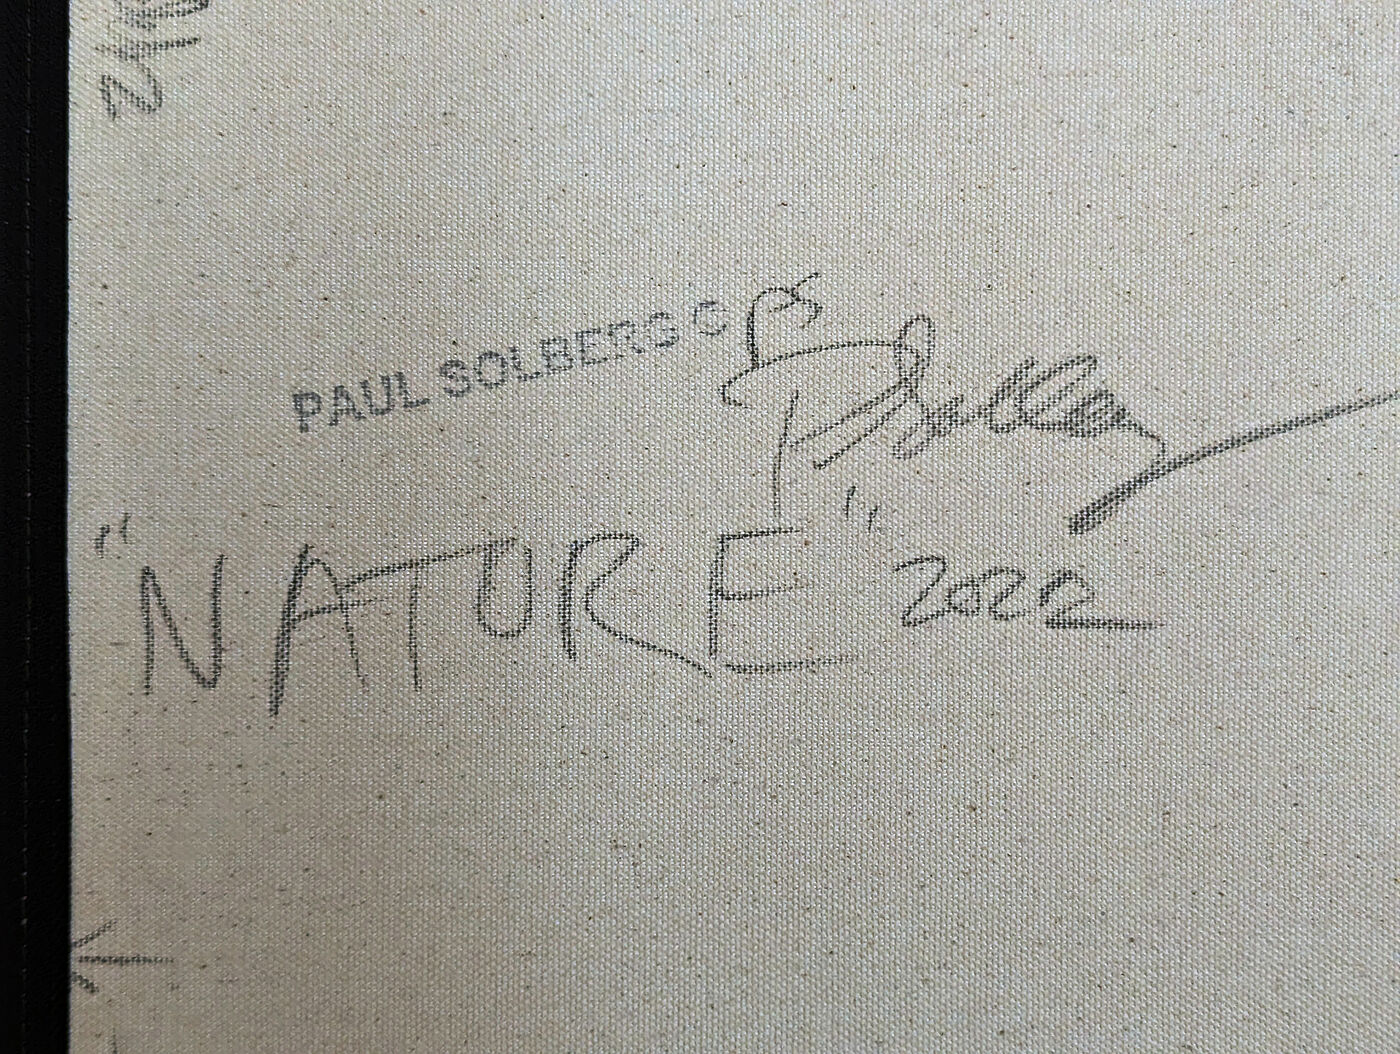 PAUL SOLBERG ©
"NATURE" 2022